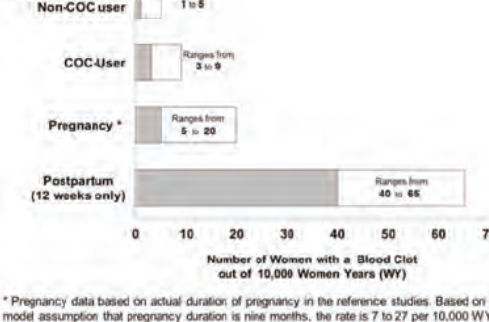 Non-COC user
1 to 5
COC-User
Ranges from
3 to 9
Pregnancy *
Ranges from
5 to 20
Postpartum
(12 weeks only)
Ranges from
40 to 65
0 10 20 30 40 50 60
Number of Women with a Blood Clot
out of 10,000 Women Years (WY)
* Pregnancy data based on actual duration of pregnancy in the reference studies. Based on
model assumption that pregnancy duration is nine months, the rate is 7 to 27 per 10,000 WY